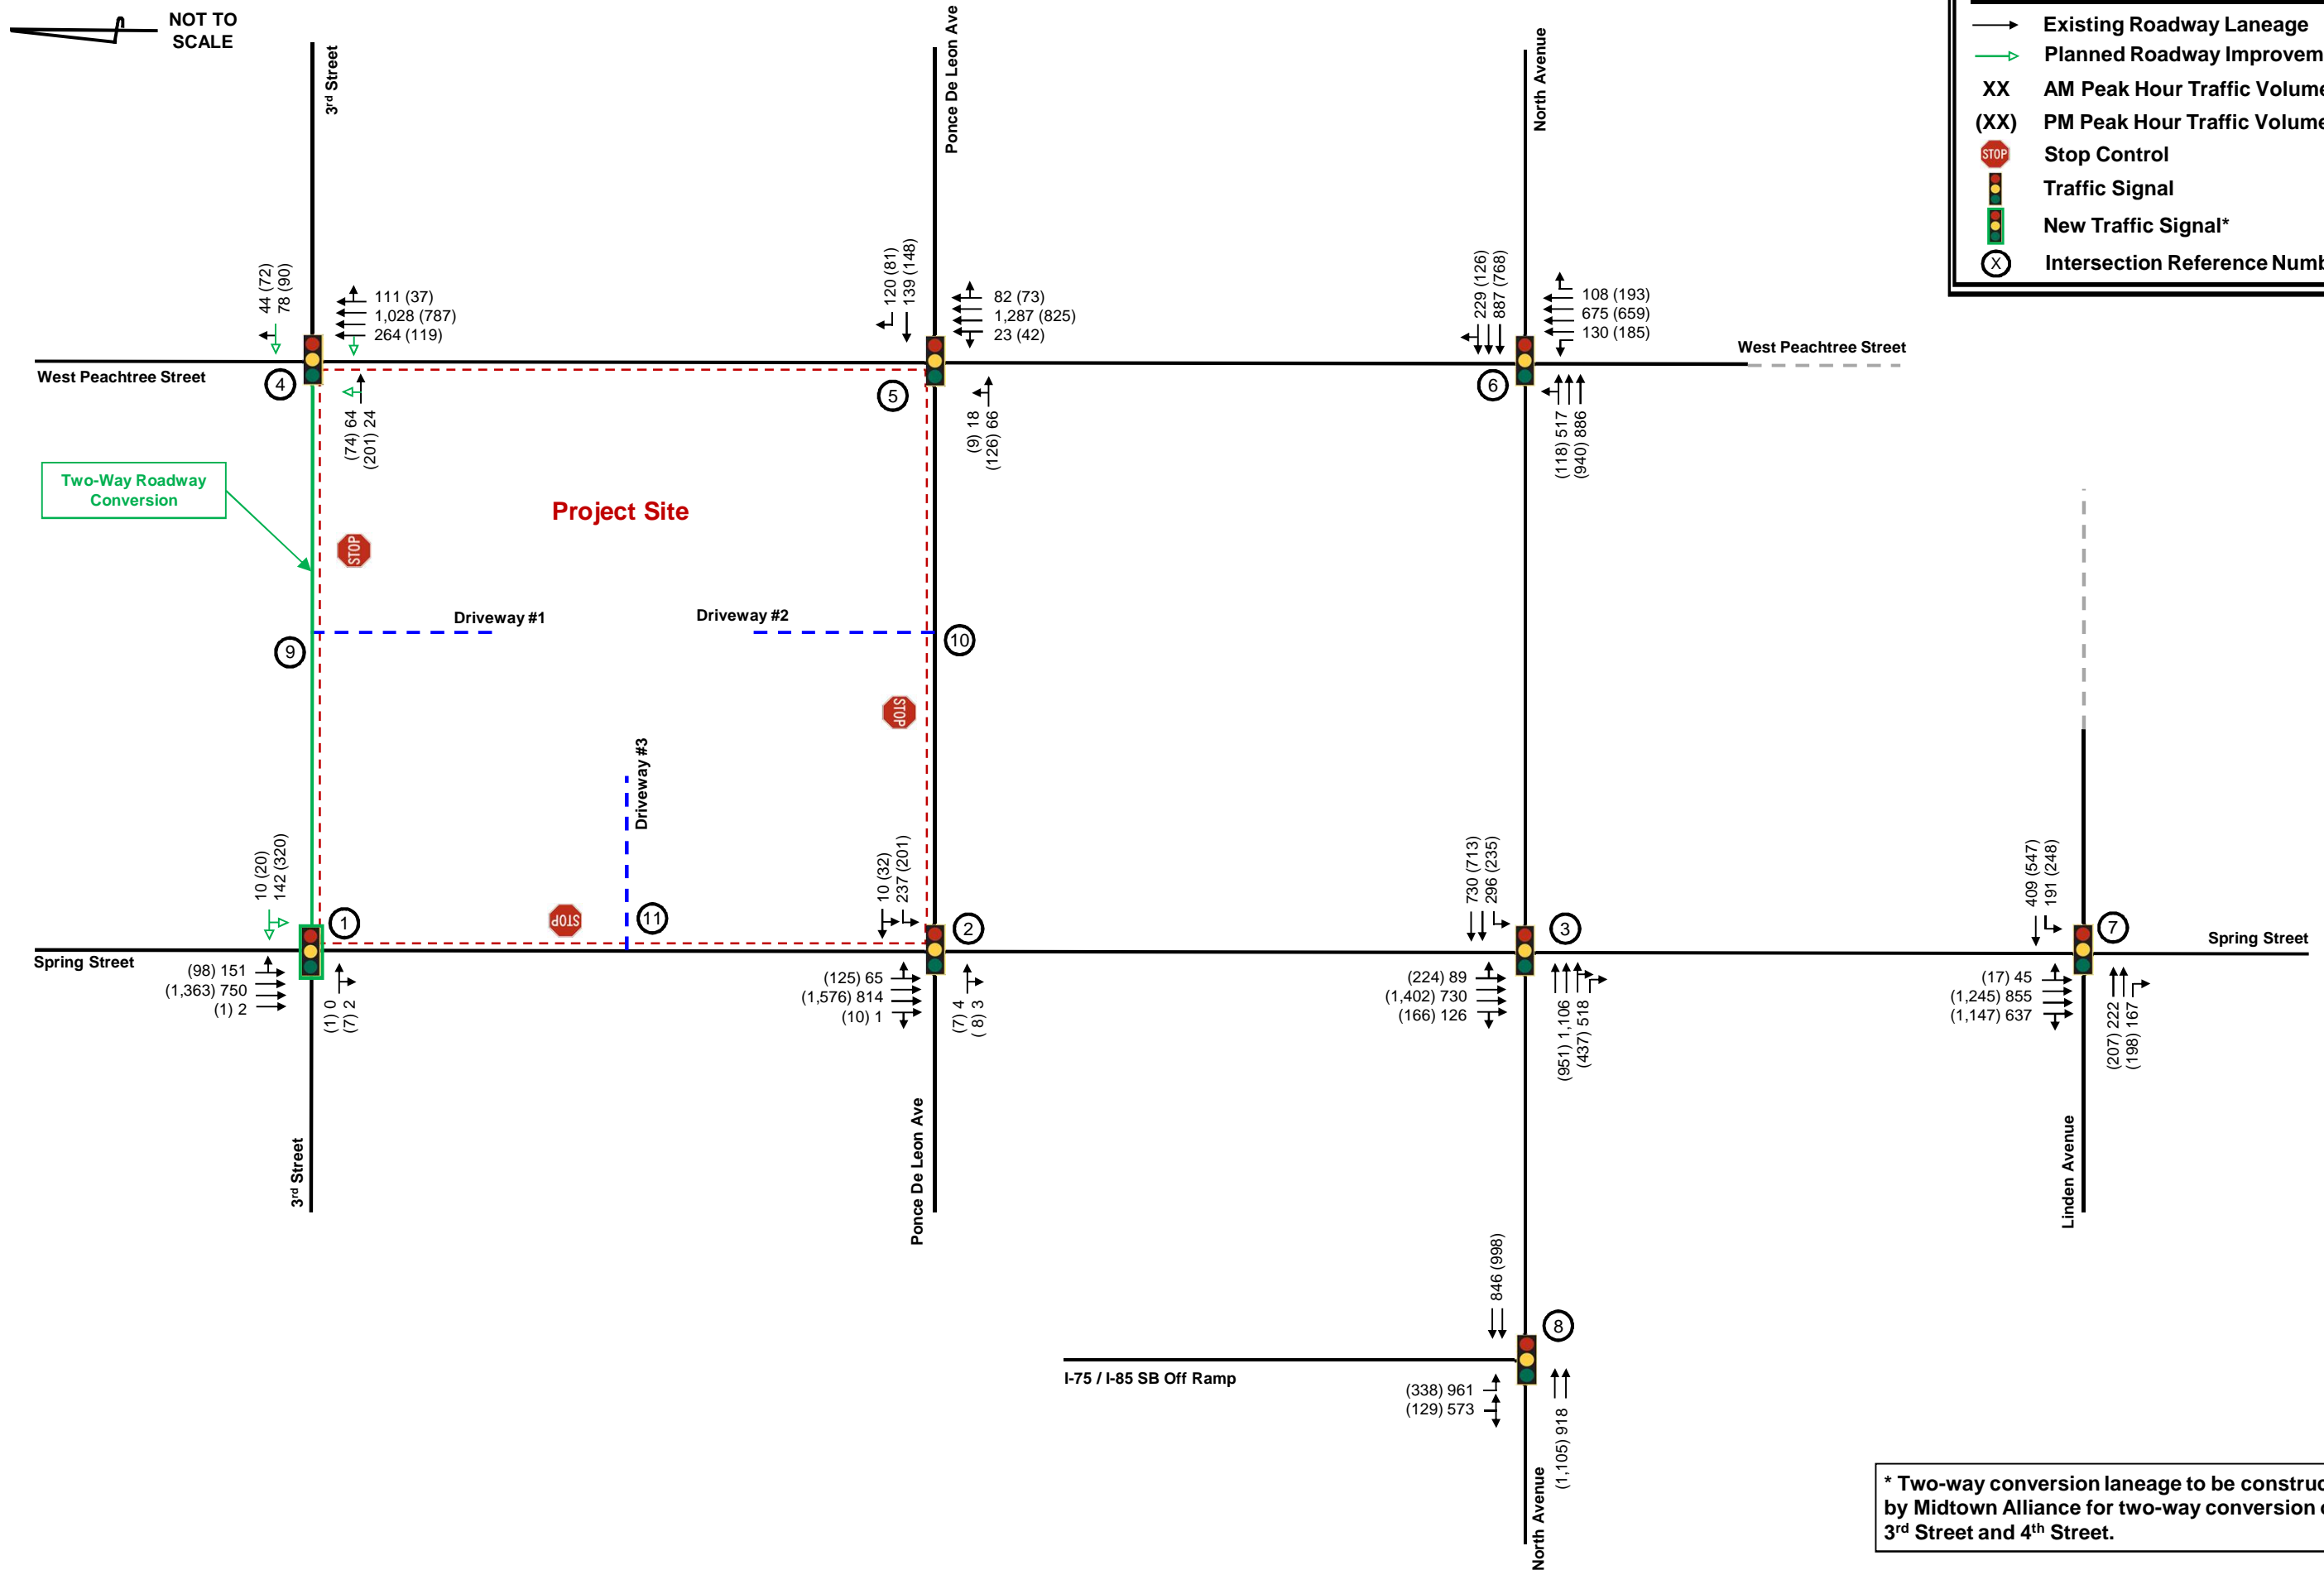 NOT TO
SCALE
3rd Street
Ponce De Leon Ave
North Avenue
Existing Roadway Laneage
Planned Roadway
XX AM Peak Hour Traffic
(XX) PM Peak Hour Traffic
STOP Stop Control
Traffic Signal
New Traffic Signal*
X Intersection Reference
44 (72)
78 (90)
111 (37)
1,028 (787)
264 (119)
120 (81)
139 (148)
82 (73)
1,287 (825)
23 (42)
229 (126)
887 (768)
108 (193)
675 (659)
130 (185)
West Peachtree Street
West Peachtree Street
4
5
6
(74) 64
(201) 24
(9) 18
(126) 66
(118) 517
(940) 886
Two-Way Roadway
Conversion
Project Site
STOP
Driveway #1
Driveway #2
9
10
STOP
Driveway #3
10 (20)
142 (320)
1
STOP
11
10 (32)
237 (201)
2
730 (713)
296 (235)
3
409 (547)
191 (248)
7
Spring Street
Spring Street
(98) 151
(1,363) 750
(1) 2
(1) 0
(7) 2
(125) 65
(1,576) 814
(10) 1
(7) 4
( 8) 3
(224) 89
(1,402) 730
(166) 126
(951) 1,106
(437) 518
(17) 45
(1,245) 855
(1,147) 637
(207) 222
(198) 167
3rd Street
Ponce De Leon Ave
Linden Avenue
846 (998)
8
I-75 / I-85 SB Off Ramp
(338) 961
(129) 573
(1,105) 918
North Avenue
* Two-way conversion laneage to be
by Midtown Alliance for two-way conversion
3rd Street and 4th Street.